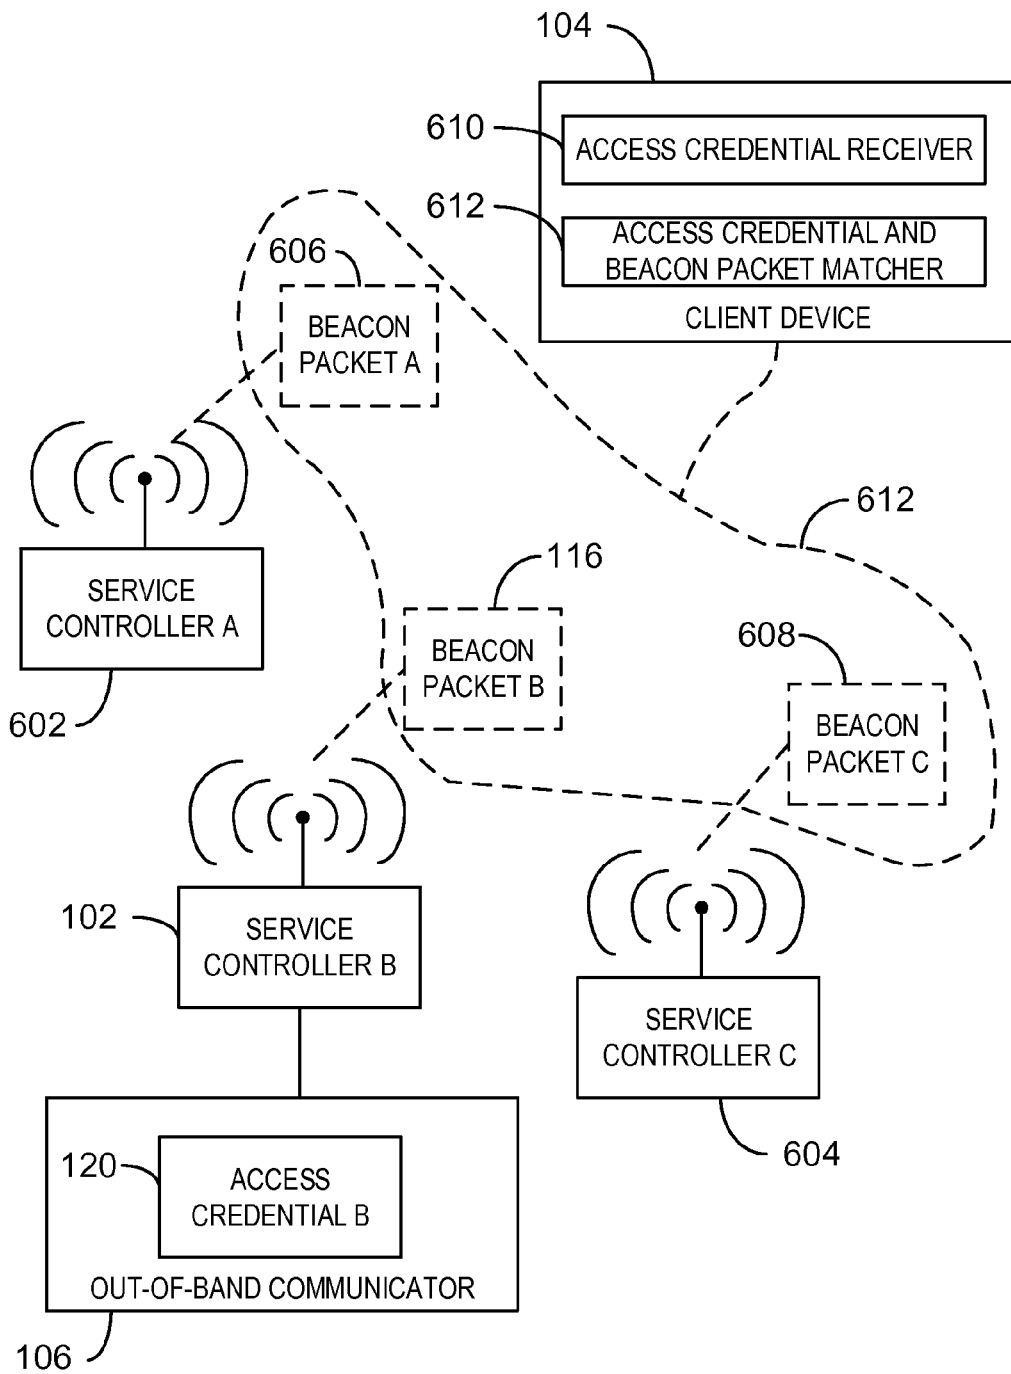 104
610
ACCESS CREDENTIAL RECEIVER
612
ACCESS CREDENTIAL AND
BEACON PACKET MATCHER
CLIENT DEVICE
606
BEACON
PACKET A
612
SERVICE
CONTROLLER A
602
116
BEACON
PACKET B
608
BEACON
PACKET C
102
SERVICE
CONTROLLER B
SERVICE
CONTROLLER C
604
120
ACCESS
CREDENTIAL B
OUT-OF-BAND COMMUNICATOR
106